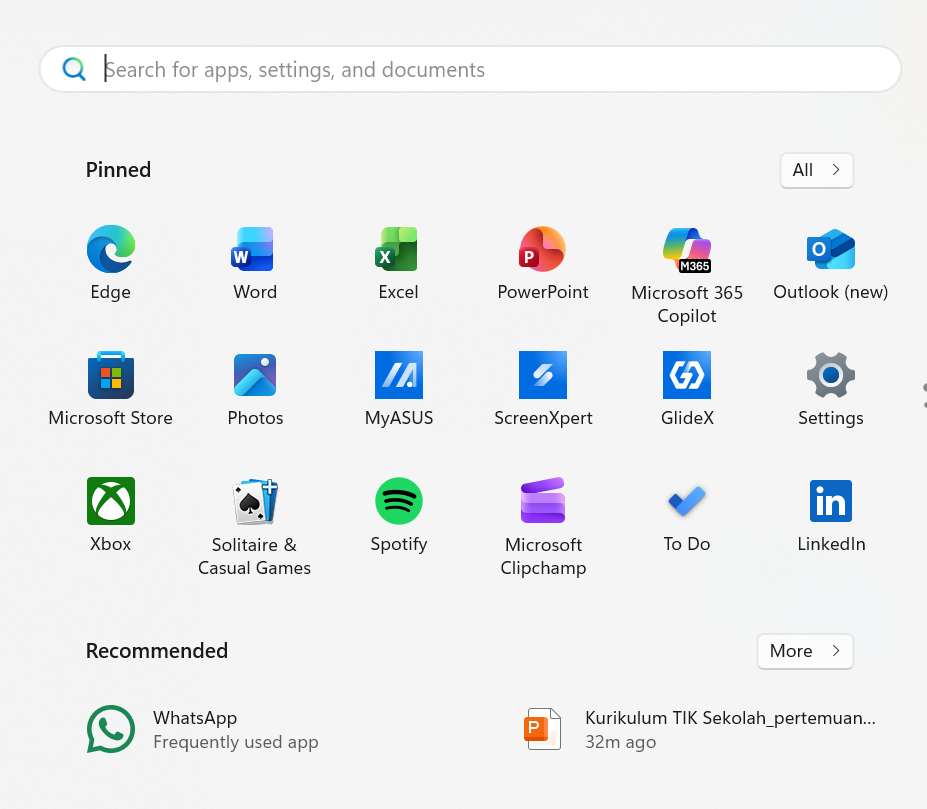 Search for apps, settings, and documents
Pinned
All
Edge
W
Word
X
Excel
P
PowerPoint
M365
Microsoft 365
Copilot
O
Outlook (new)
Microsoft Store
Photos
MyASUS
ScreenXpert
GlideX
Settings
Xbox
Solitaire &
Casual Games
Spotify
Microsoft
Clipchamp
To Do
in
LinkedIn
Recommended
More
WhatsApp
Frequently used app
P
Kurikulum TIK Sekolah_pertemuan...
32m ago